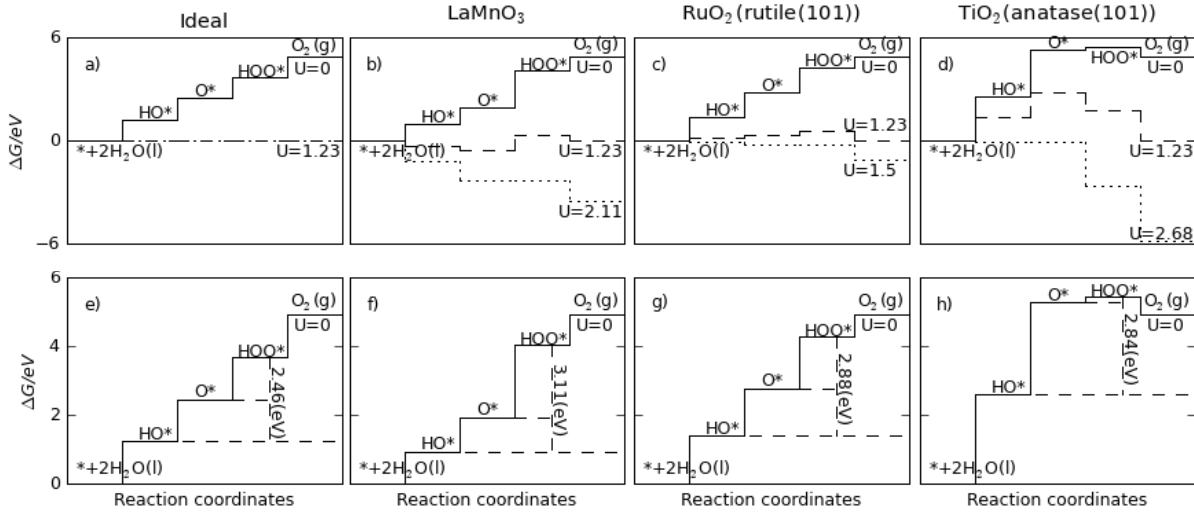 Ideal
LaMnO₃
RuO₂(rutile(101))
TiO₂(anatase(101))
ΔG/eV
6
0
−6
a)
*+2H₂O(l)
HO*
O*
HOO*
O₂(g)
U=0
U=1.23
b)
*+2H₂O(l)
HO*
O*
HOO*
O₂(g)
U=0
U=1.23
U=2.11
c)
*+2H₂O(l)
HO*
O*
HOO*
O₂(g)
U=0
U=1.23
U=1.5
d)
*+2H₂O(l)
HO*
O*
HOO*
O₂(g)
U=0
U=1.23
U=2.68
ΔG/eV
6
4
2
0
e)
*+2H₂O(l)
HO*
O*
HOO*
O₂(g)
U=0
2.46(eV)
f)
*+2H₂O(l)
HO*
O*
HOO*
O₂(g)
U=0
3.11(eV)
g)
*+2H₂O(l)
HO*
O*
HOO*
O₂(g)
U=0
2.88(eV)
h)
*+2H₂O(l)
HO*
O*
HOO*
O₂(g)
U=0
2.84(eV)
Reaction coordinates
Reaction coordinates
Reaction coordinates
Reaction coordinates